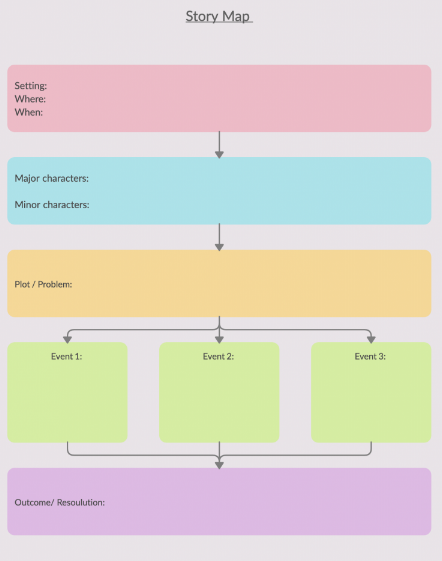 Story Map
Setting:
Where:
When:
Major characters:
Minor characters:
Plot / Problem:
Event 1:
Event 2:
Event 3:
Outcome/ Resoulution: